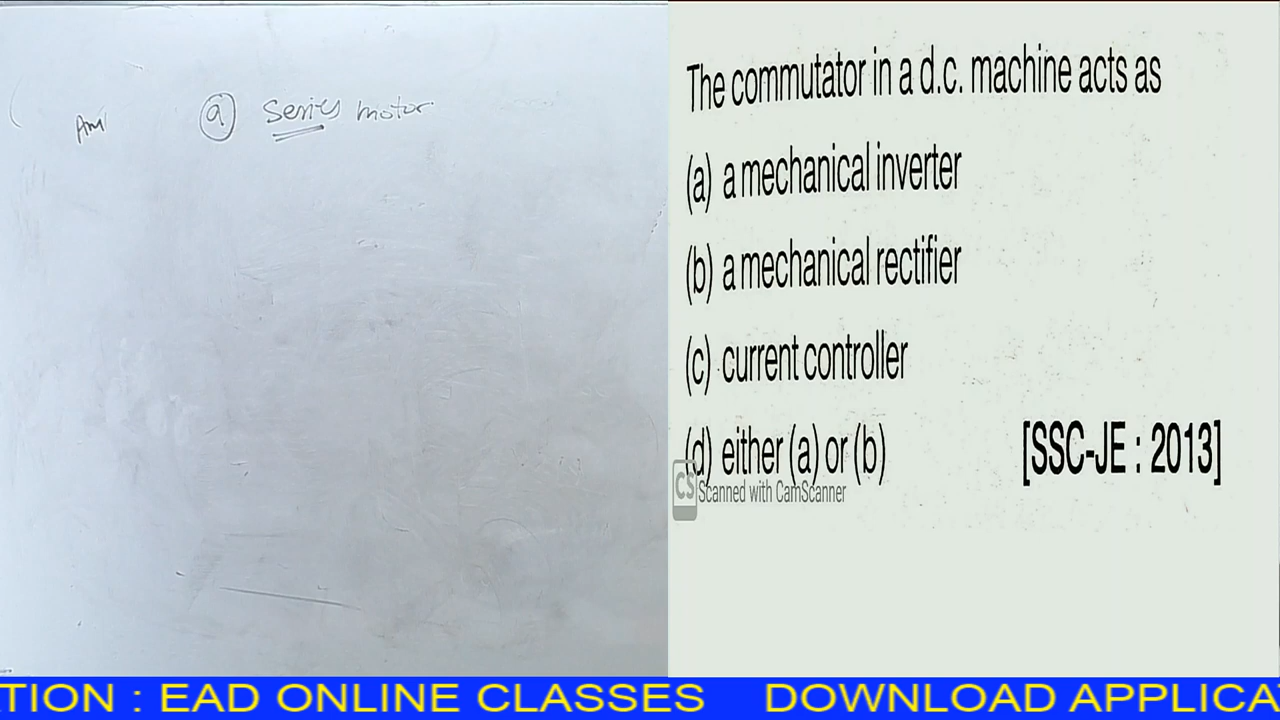 Ans (a) Series motor
The commutator in a d.c. machine acts as
(a) a mechanical inverter
(b) a mechanical rectifier
(c) current controller
(d) either (a) or (b) [SSC-JE : 2013]
CS Scanned with CamScanner
TION : EAD ONLINE CLASSES DOWNLOAD APPLICA